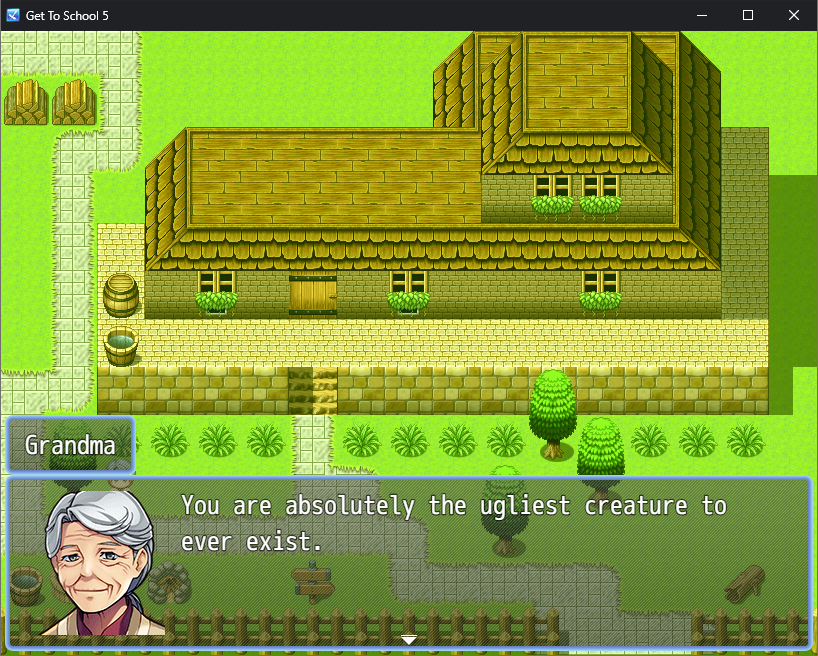 Get To School 5
Grandma
You are absolutely the ugliest creature to
ever exist.